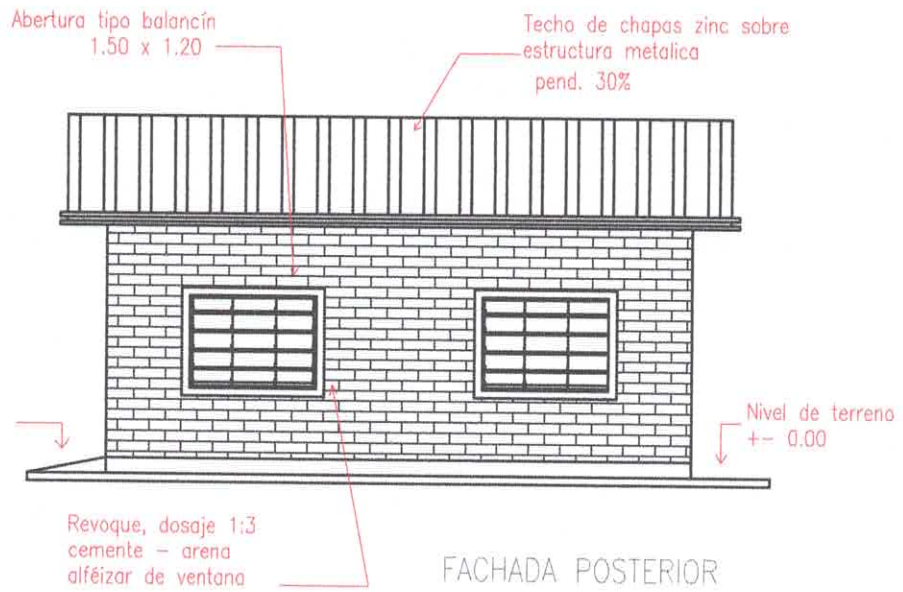 Abertura tipo balancín
1.50 x 1.20
Techo de chapas zinc sobre
estructura metalica
pend. 30%
Nivel de terreno
+- 0.00
Revoque, dosaje 1:3
cemente - arena
alféizar de ventana
FACHADA POSTERIOR